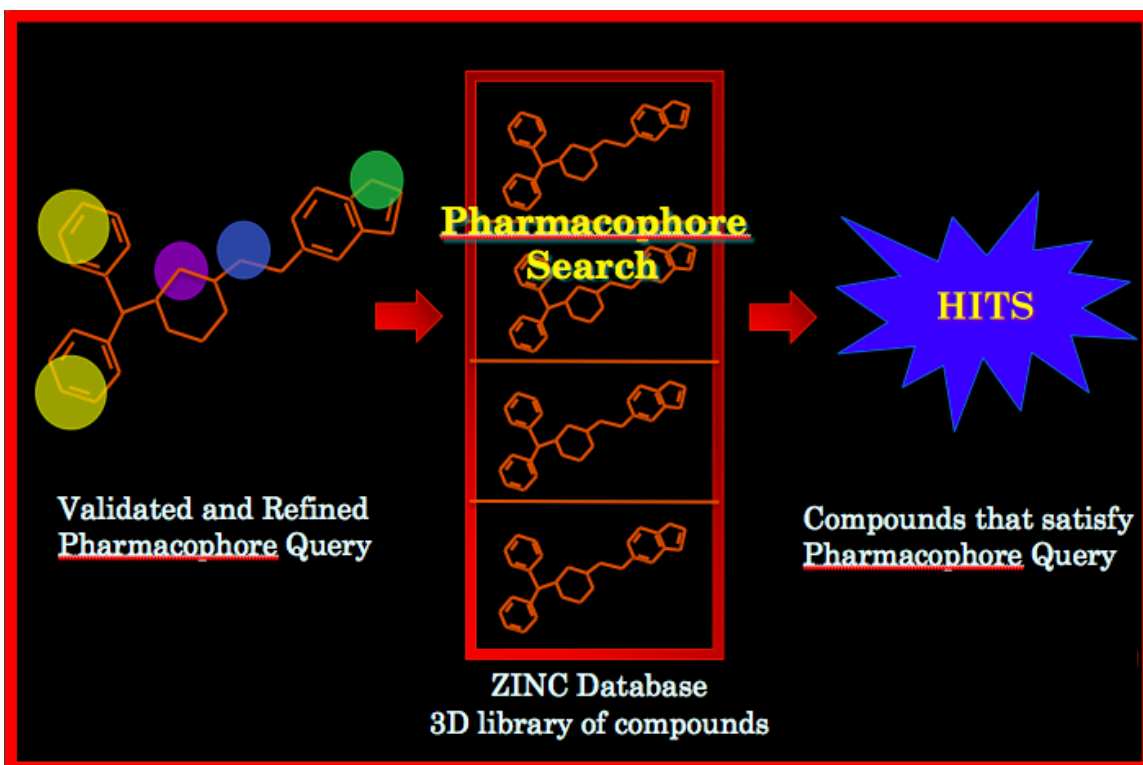 Pharmacophore
Search
HITS
Validated and Refined
Pharmacophore Query
Compounds that satisfy
Pharmacophore Query
ZINC Database
3D library of compounds